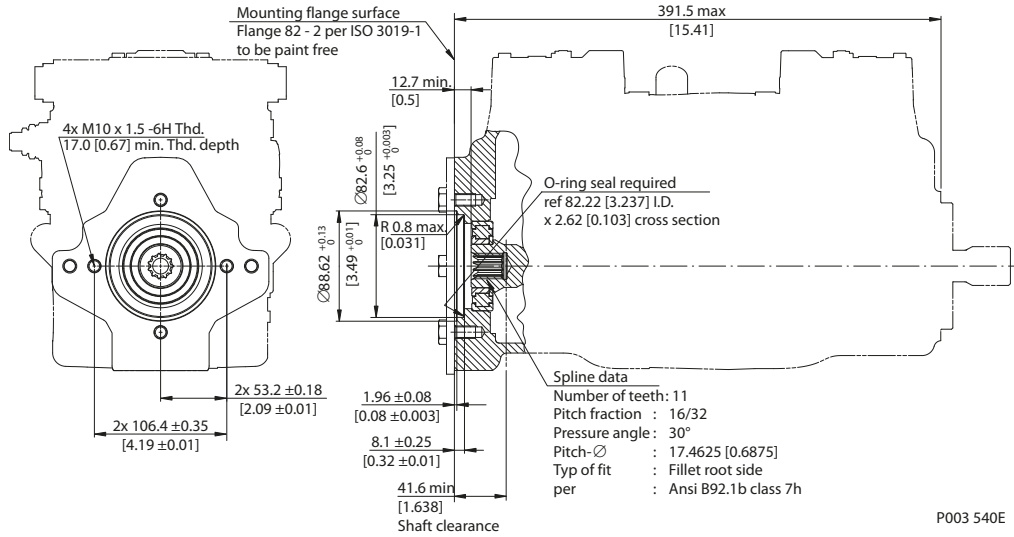 Mounting flange surface
Flange 82 - 2 per ISO 3019-1
to be paint free
391.5 max
[15.41]
12.7 min.
[0.5]
4x M10 x 1.5 -6H Thd.
17.0 [0.67] min. Thd. depth
Ø82.6 +0.08 0
[3.25 +0.003 0]
O-ring seal required
ref 82.22 [3.237] I.D.
x 2.62 [0.103] cross section
R 0.8 max.
[0.031]
Ø88.62 +0.13 0
[3.49 +0.01 0]
2x 53.2 ±0.18
[2.09 ±0.01]
2x 106.4 ±0.35
[4.19 ±0.01]
1.96 ±0.08
[0.08 ±0.003]
8.1 ±0.25
[0.32 ±0.01]
41.6 min
[1.638]
Shaft clearance
Spline data
Number of teeth: 11
Pitch fraction : 16/32
Pressure angle : 30°
Pitch-Ø : 17.4625 [0.6875]
Typ of fit : Fillet root side
per : Ansi B92.1b class 7h
P003 540E